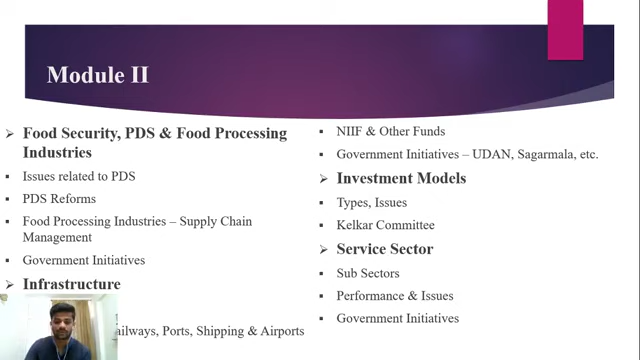 Module II
Food Security, PDS & Food Processing
Industries
Issues related to PDS
PDS Reforms
Food Processing Industries – Supply Chain
Management
Government Initiatives
Infrastructure
Ports, Shipping & Airports
NIIF & Other Funds
Government Initiatives – UDAN, Sagarmala, etc.
Investment Models
Types, Issues
Kelkar Committee
Service Sector
Sub Sectors
Performance & Issues
Government Initiatives